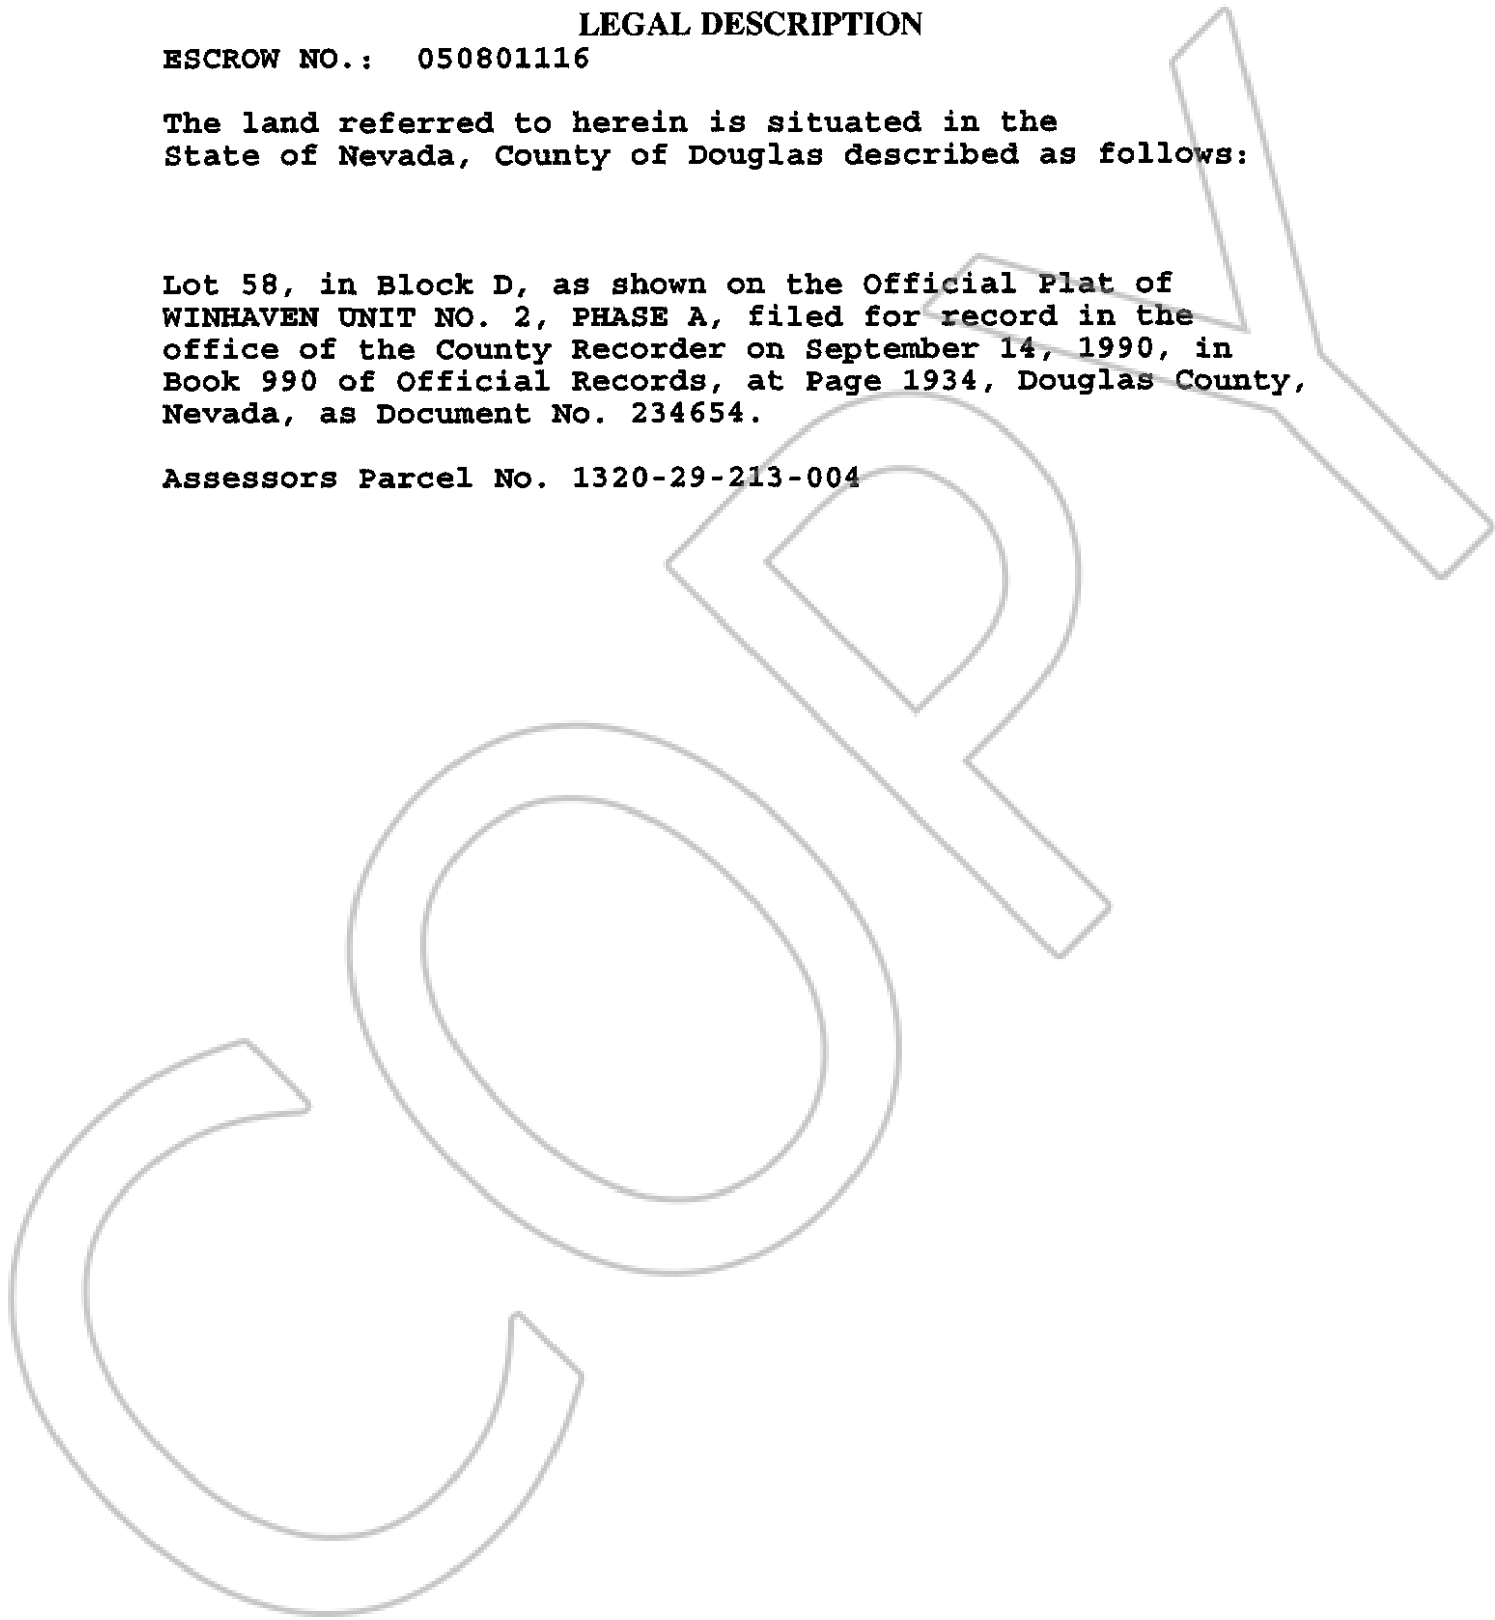 LEGAL DESCRIPTION
ESCROW NO.: 050801116
The land referred to herein is situated in the
State of Nevada, County of Douglas described as follows:
Lot 58, in Block D, as shown on the Official Plat of
WINHAVEN UNIT NO. 2, PHASE A, filed for record in the
office of the County Recorder on September 14, 1990, in
Book 990 of Official Records, at Page 1934, Douglas County,
Nevada, as Document No. 234654.
Assessors Parcel No. 1320-29-213-004
COPY